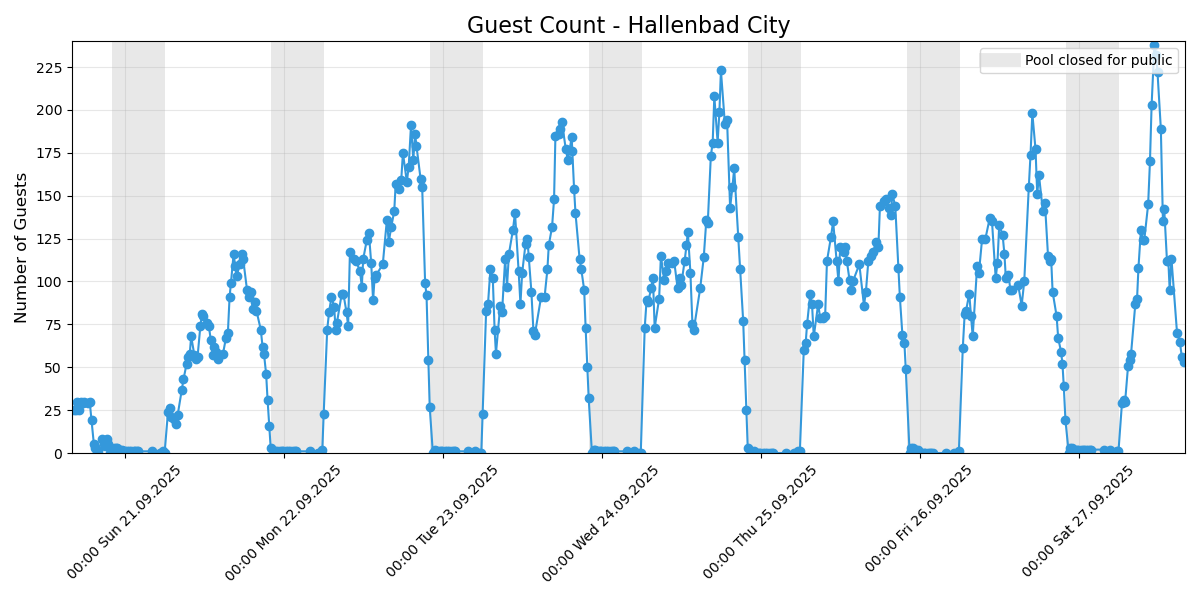 Guest Count - Hallenbad City
Pool closed for public
Number of Guests
225
200
175
150
125
100
75
50
25
0
00:00 Sun 21.09.2025
00:00 Mon 22.09.2025
00:00 Tue 23.09.2025
00:00 Wed 24.09.2025
00:00 Thu 25.09.2025
00:00 Fri 26.09.2025
00:00 Sat 27.09.2025